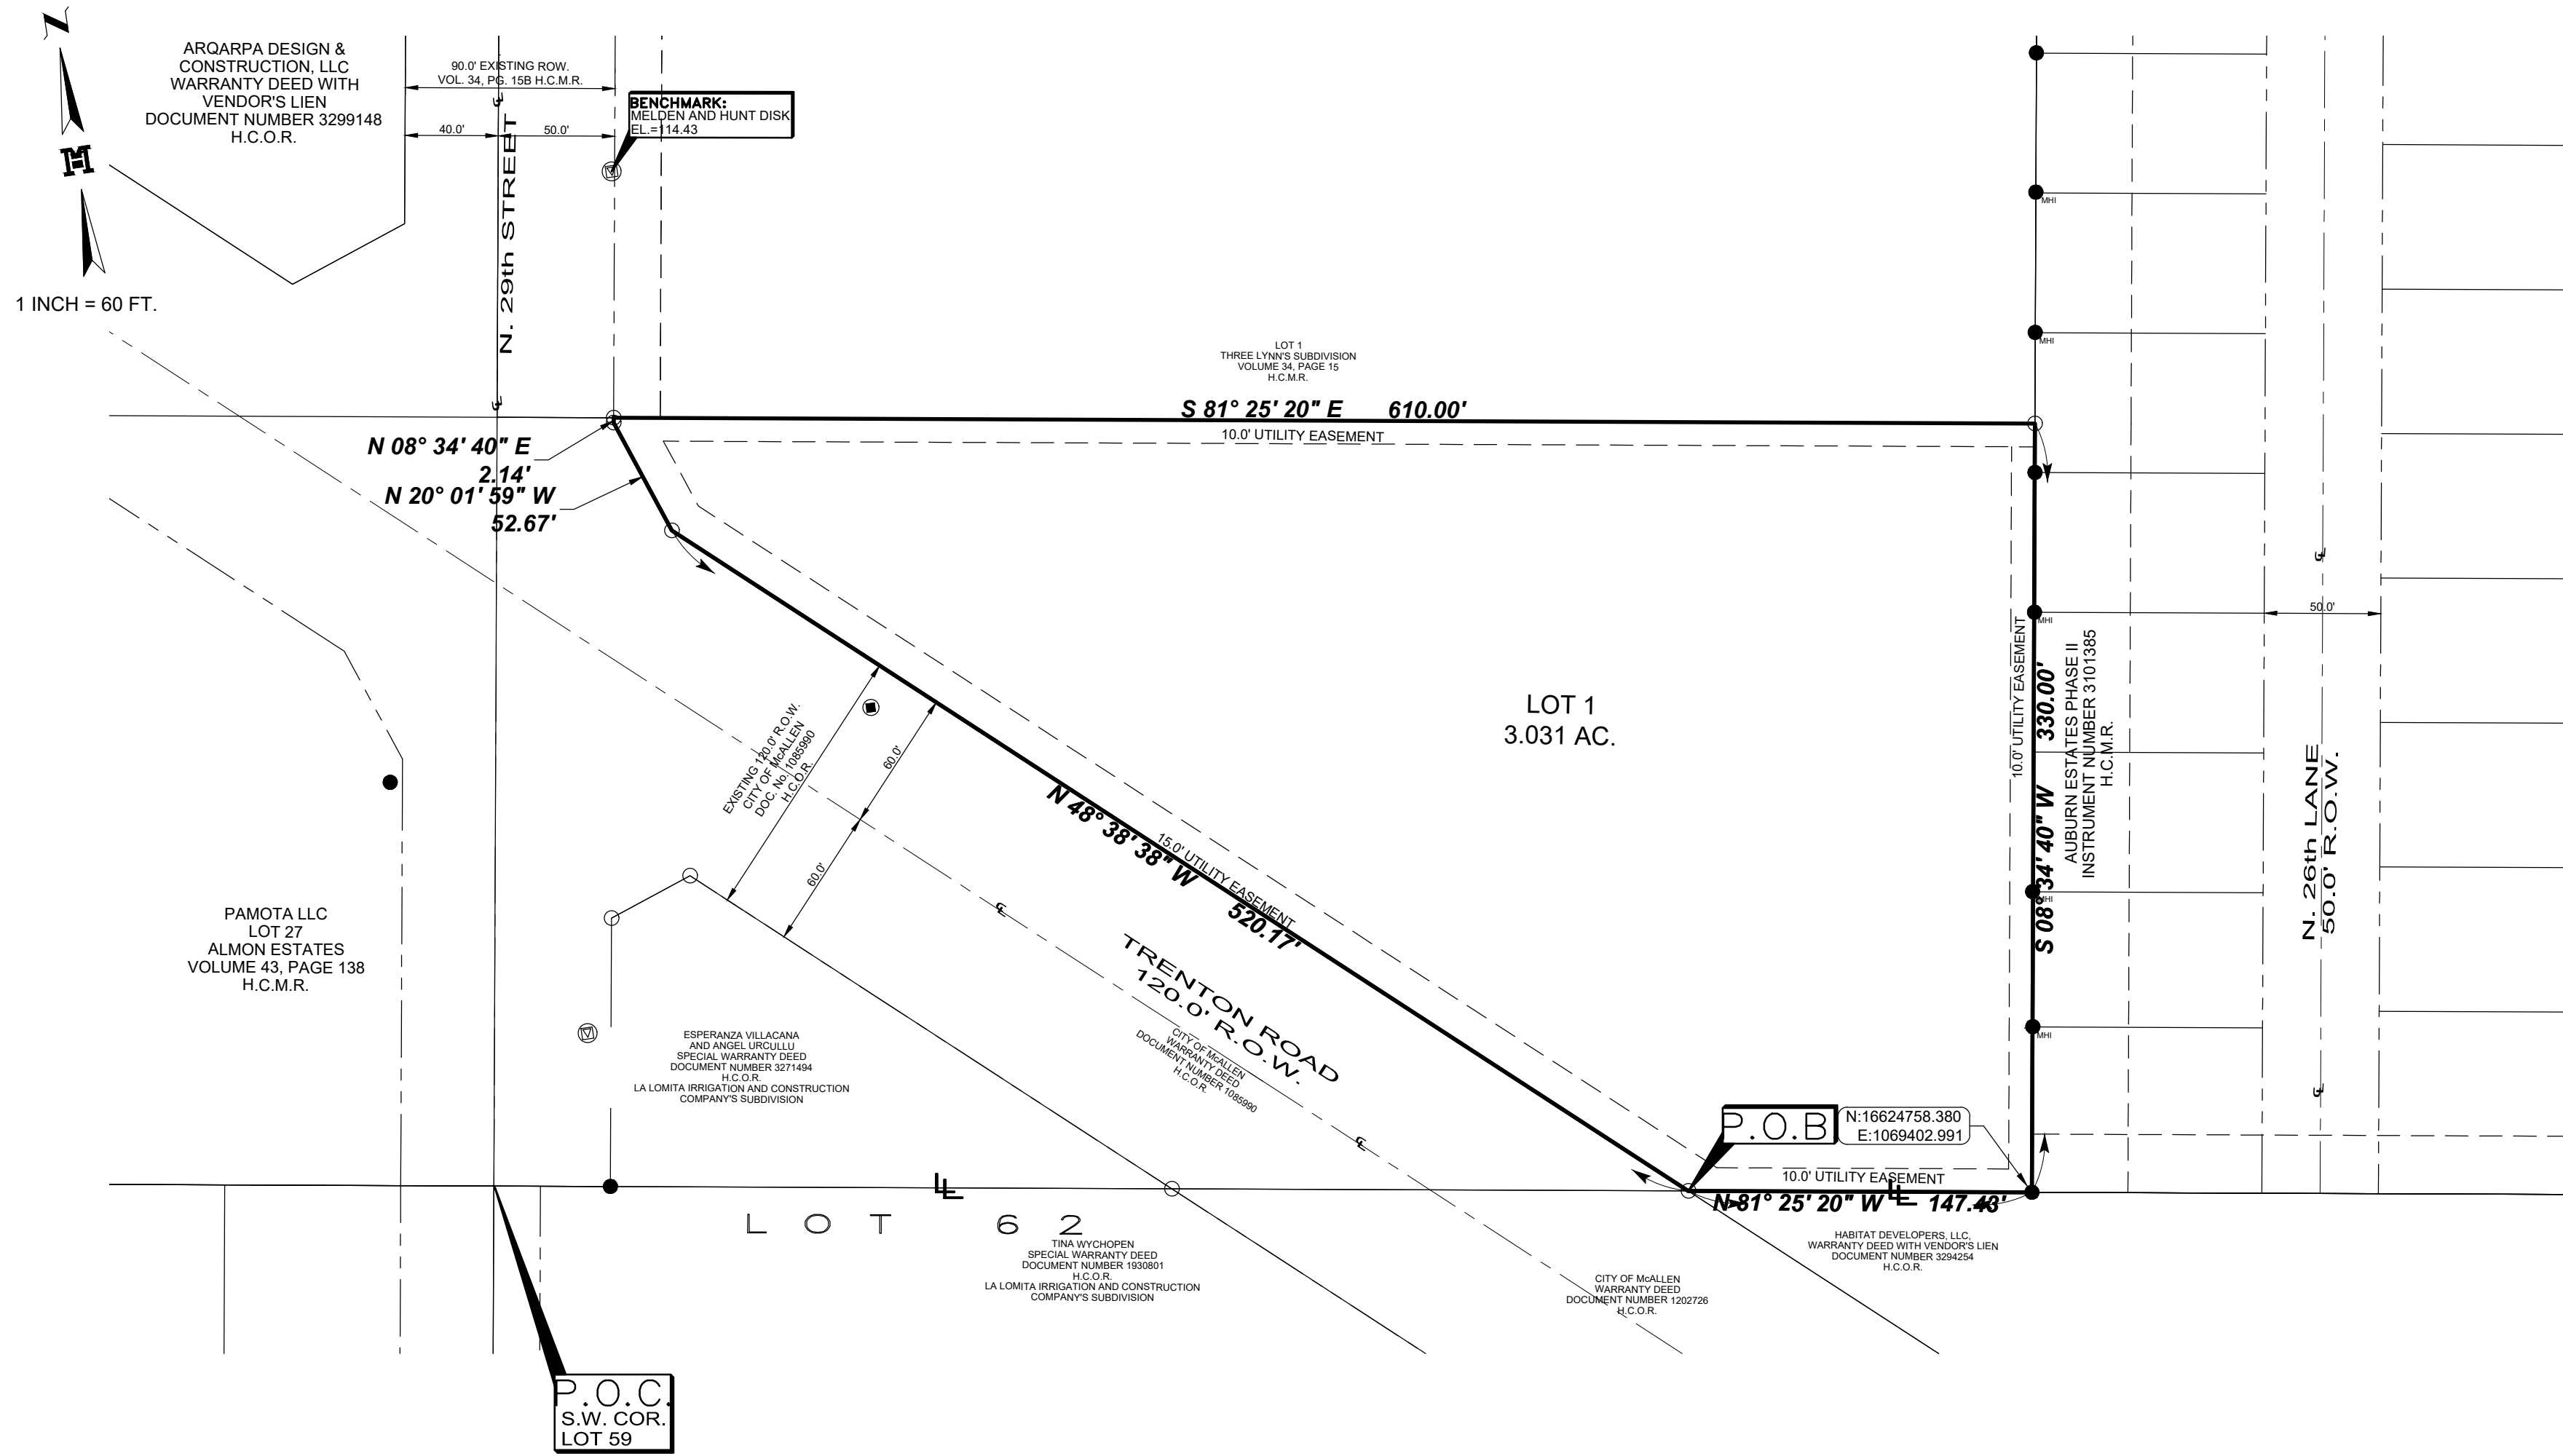 N
ARQARPA DESIGN &
CONSTRUCTION, LLC
WARRANTY DEED WITH
VENDOR'S LIEN
DOCUMENT NUMBER 3299148
H.C.O.R.
90.0' EXISTING ROW.
VOL. 34, PG. 15B H.C.M.R.
40.0'
50.0'
BENCHMARK:
MELDEN AND HUNT DISK
EL.=114.43
N. 29th STREET
1 INCH = 60 FT.
MHI
MHI
LOT 1
THREE LYNN'S SUBDIVISION
VOLUME 34, PAGE 15
H.C.M.R.
S 81° 25' 20" E 610.00'
10.0' UTILITY EASEMENT
N 08° 34' 40" E
2.14'
N 20° 01' 59" W
52.67'
LOT 1
3.031 AC.
EXISTING 120.0' R.O.W.
CITY OF McALLEN
DOC. No. 1085990
H.C.O.R.
60.0'
60.0'
N 48° 38' 38" W 520.17'
15.0' UTILITY EASEMENT
10.0' UTILITY EASEMENT
S 08° 34' 40" W 330.00'
AUBURN ESTATES PHASE II
INSTRUMENT NUMBER 3101385
H.C.M.R.
MHI
MHI
MHI
50.0'
N. 26th LANE
50.0' R.O.W.
PAMOTA LLC
LOT 27
ALMON ESTATES
VOLUME 43, PAGE 138
H.C.M.R.
TRENTON ROAD
120.0' R.O.W.
CITY OF McALLEN
WARRANTY DEED
DOCUMENT NUMBER 1085990
H.C.O.R.
ESPERANZA VILLACANA
AND ANGEL URCULLU
SPECIAL WARRANTY DEED
DOCUMENT NUMBER 3271494
H.C.O.R.
LA LOMITA IRRIGATION AND CONSTRUCTION
COMPANY'S SUBDIVISION
P.O.B
N:16624758.380
E:1069402.991
10.0' UTILITY EASEMENT
N 81° 25' 20" W 147.43'
LOT 62
TINA WYCHOPEN
SPECIAL WARRANTY DEED
DOCUMENT NUMBER 1930801
H.C.O.R.
LA LOMITA IRRIGATION AND CONSTRUCTION
COMPANY'S SUBDIVISION
HABITAT DEVELOPERS, LLC,
WARRANTY DEED WITH VENDOR'S LIEN
DOCUMENT NUMBER 3294254
H.C.O.R.
CITY OF McALLEN
WARRANTY DEED
DOCUMENT NUMBER 1202726
H.C.O.R.
P.O.C.
S.W. COR.
LOT 59